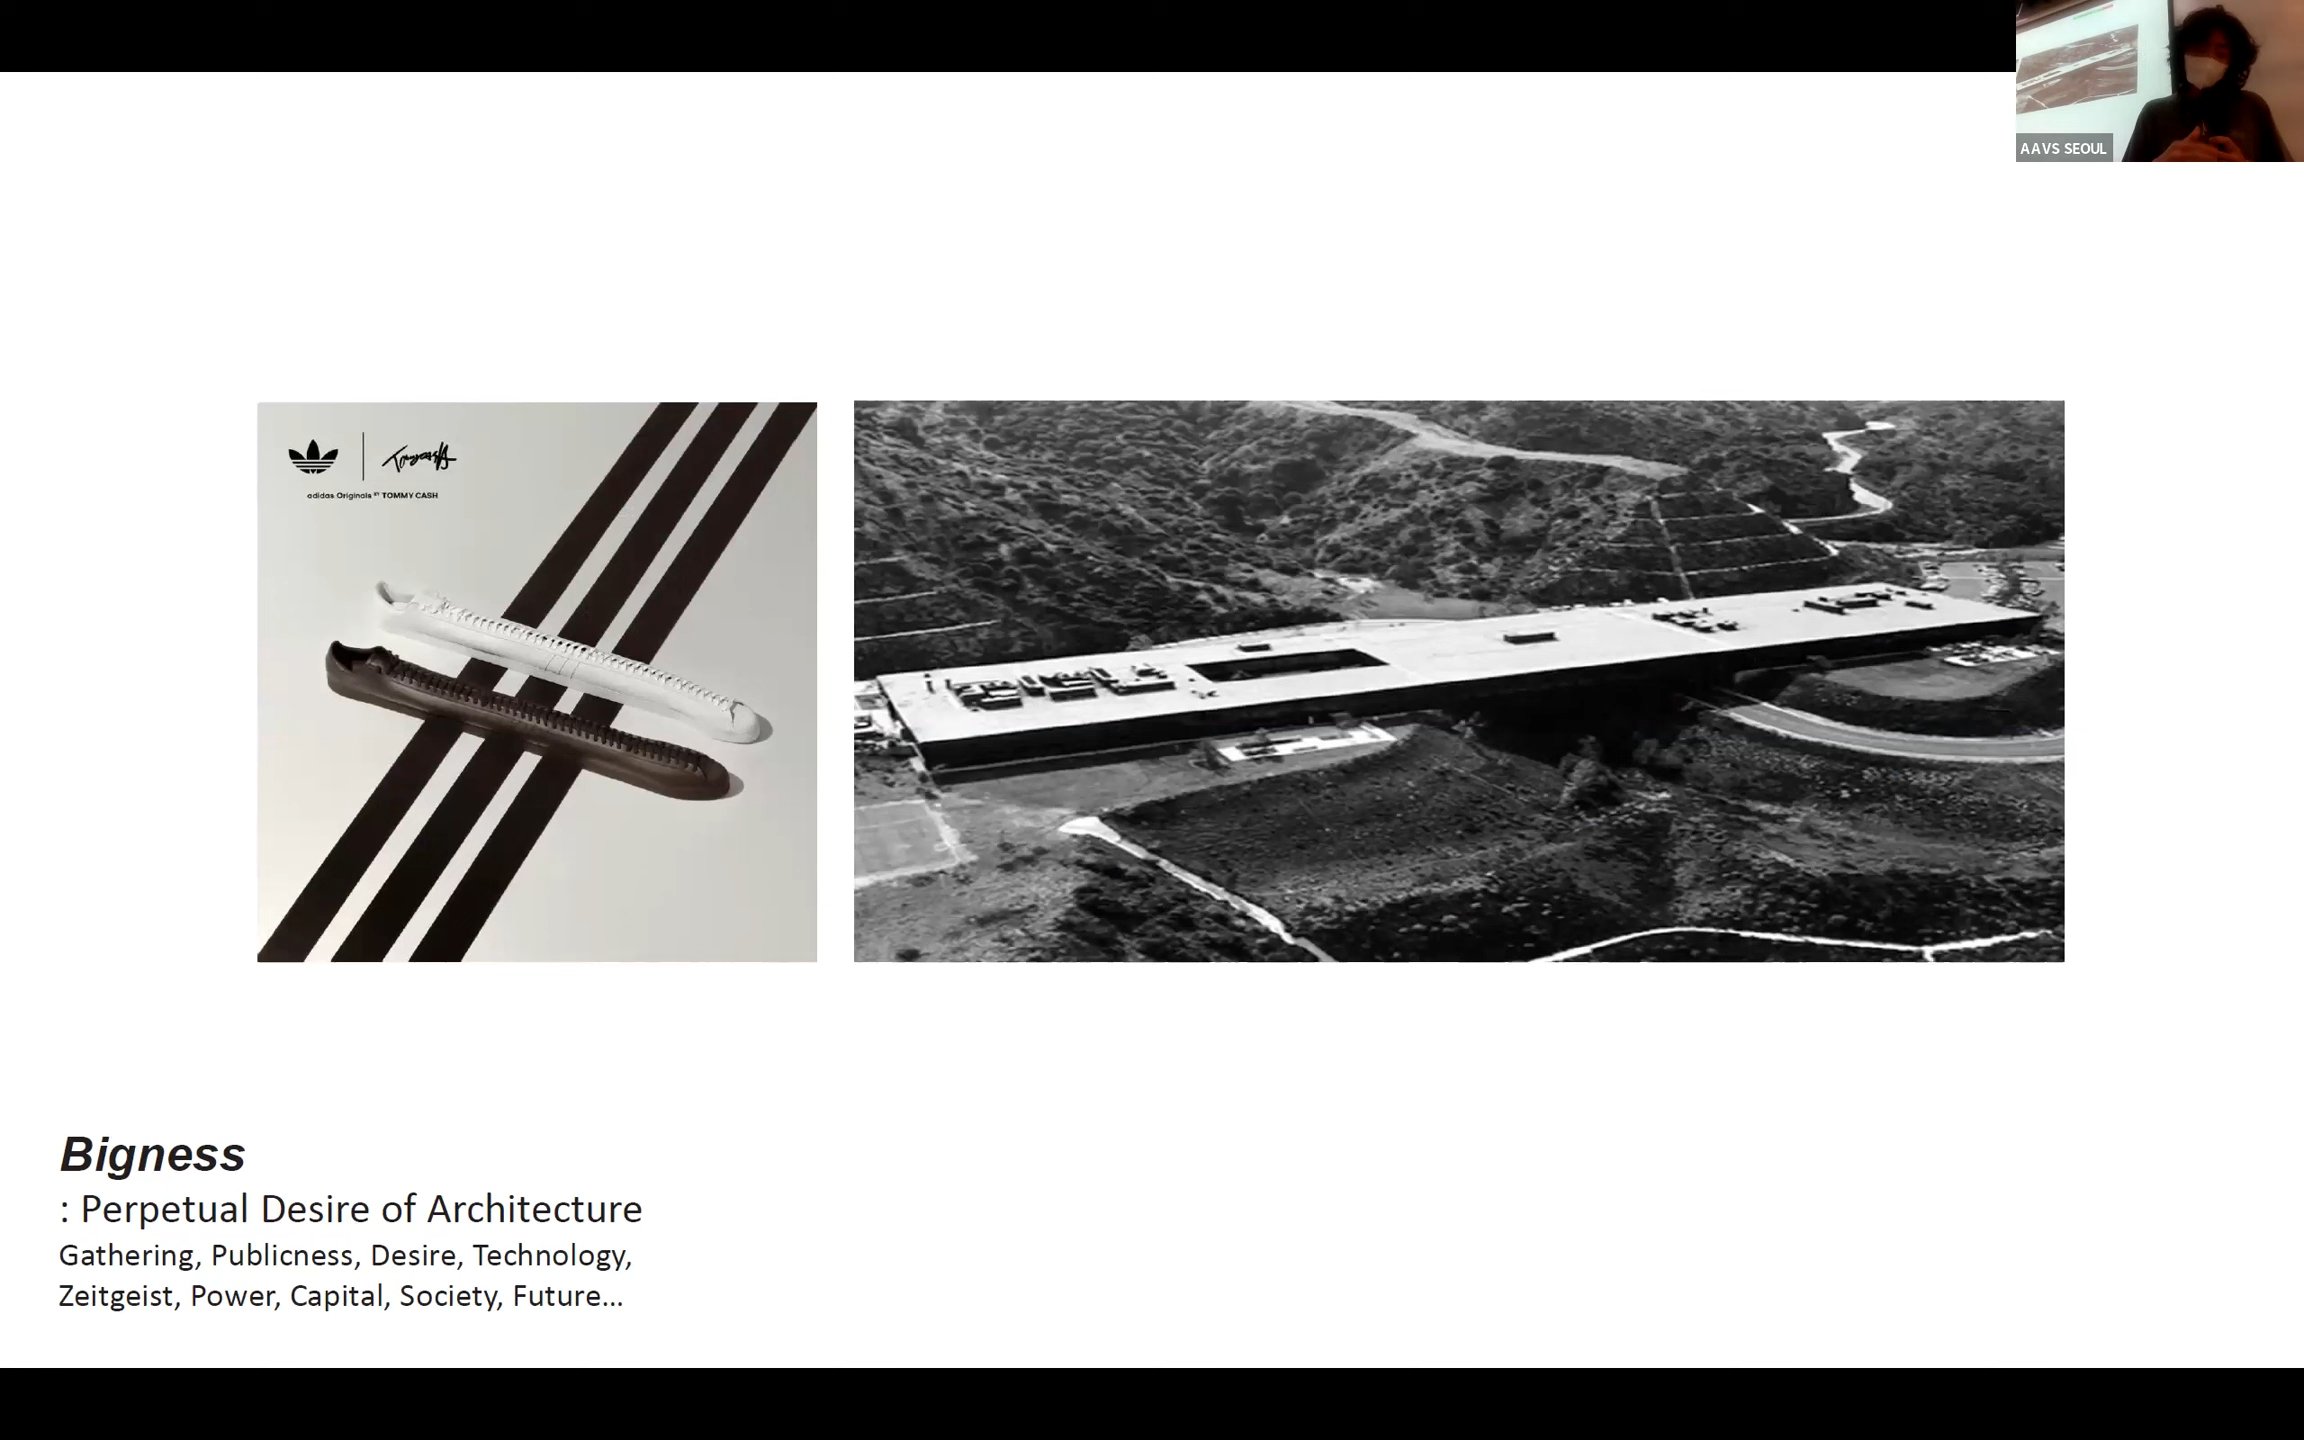 AAVS SEOUL
adidas Originals BY TOMMY CASH
Bigness
: Perpetual Desire of Architecture
Gathering, Publicness, Desire, Technology,
Zeitgeist, Power, Capital, Society, Future...